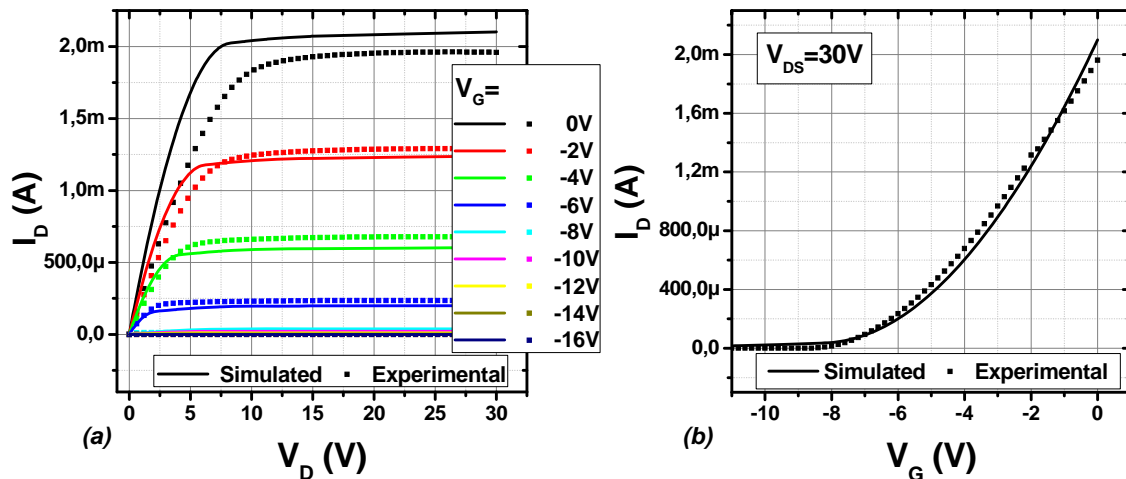 2,0m
1,5m
1,0m
500,0µ
0,0
I_D (A)
V_G=
0V
-2V
-4V
-6V
-8V
-10V
-12V
-14V
-16V
Simulated Experimental
0 5 10 15 20 25 30
(a)
V_D (V)
2,0m
1,6m
1,2m
800,0µ
400,0µ
0,0
I_D (A)
V_DS=30V
Simulated Experimental
-10 -8 -6 -4 -2 0
(b)
V_G (V)